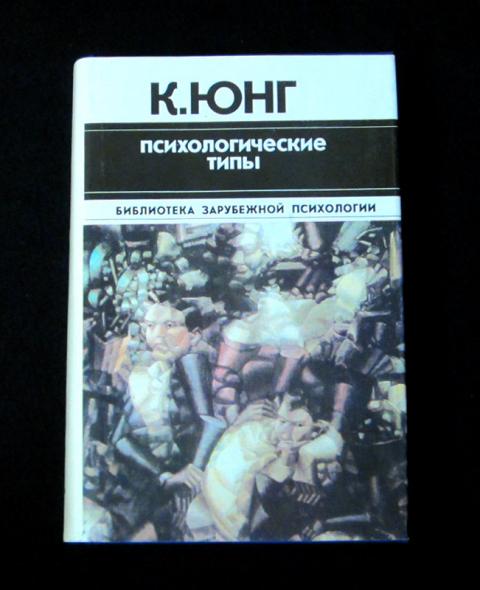 К.ЮНГ
ПСИХОЛОГИЧЕСКИЕ
ТИПЫ
БИБЛИОТЕКА ЗАРУБЕЖНОЙ ПСИХОЛОГИИ